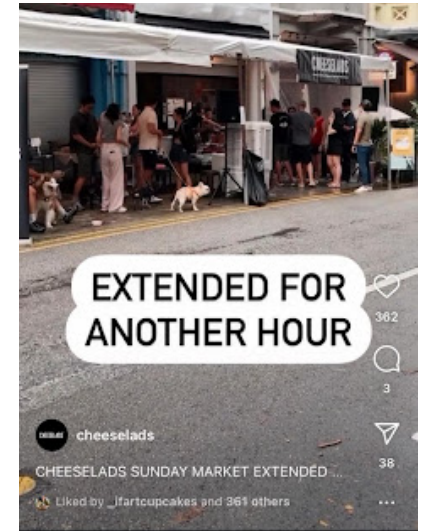 CHEESELADS
EXTENDED FOR
ANOTHER HOUR
362
3
cheeselads
CHEESELADS SUNDAY MARKET EXTENDED ...
38
Liked by _ifartcupcakes and 361 others